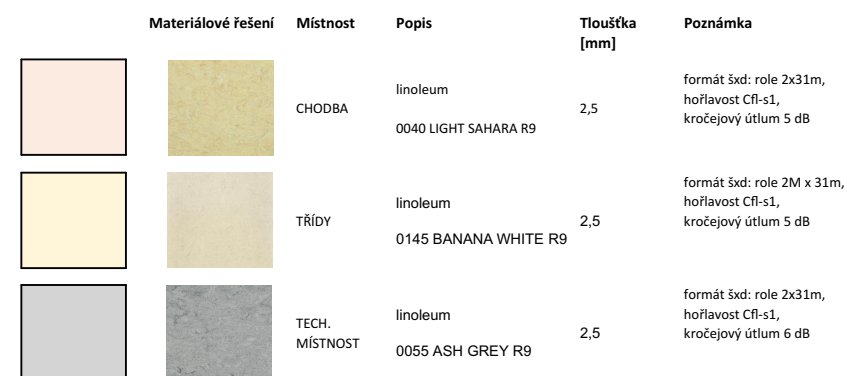 Materiálové řešení Místnost Popis Tloušťka Poznámka
[mm]
CHODBA
linoleum
0040 LIGHT SAHARA R9
2,5
formát šxd: role 2x31m,
hořlavost Cfl-s1,
kročejový útlum 5 dB
TŘÍDY
linoleum
0145 BANANA WHITE R9
2,5
formát šxd: role 2M x 31m,
hořlavost Cfl-s1,
kročejový útlum 5 dB
TECH.
MÍSTNOST
linoleum
0055 ASH GREY R9
2,5
formát šxd: role 2x31m,
hořlavost Cfl-s1,
kročejový útlum 6 dB